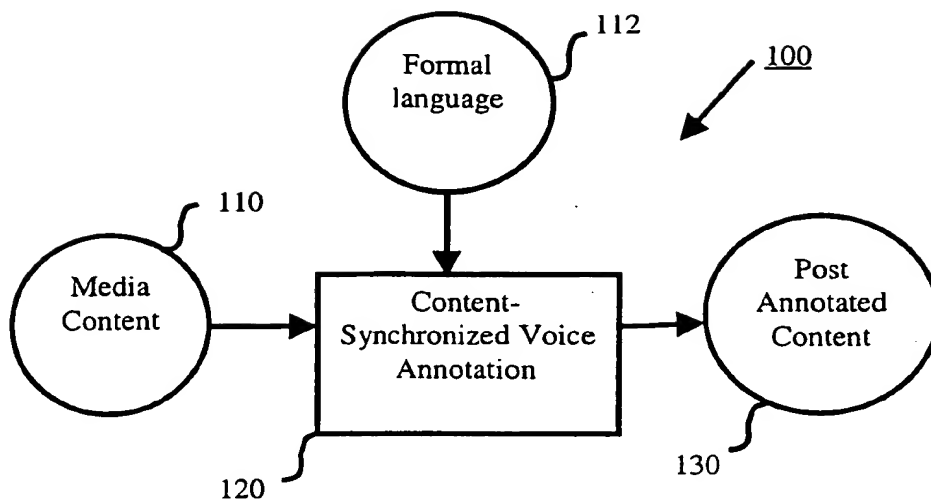 112
Formal
language
100
110
Media
Content
Content-
Synchronized Voice
Annotation
Post
Annotated
Content
120
130